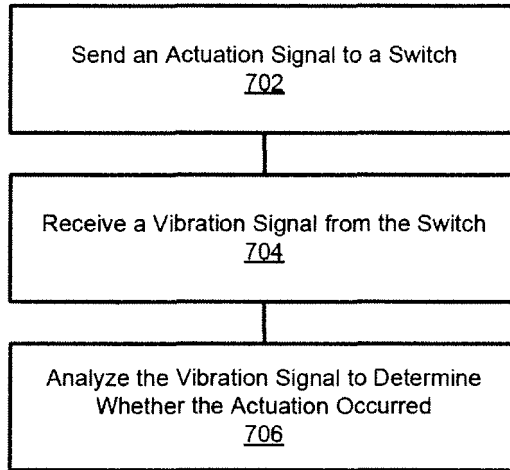 Send an Actuation Signal to a Switch
702
Receive a Vibration Signal from the Switch
704
Analyze the Vibration Signal to Determine
Whether the Actuation Occurred
706